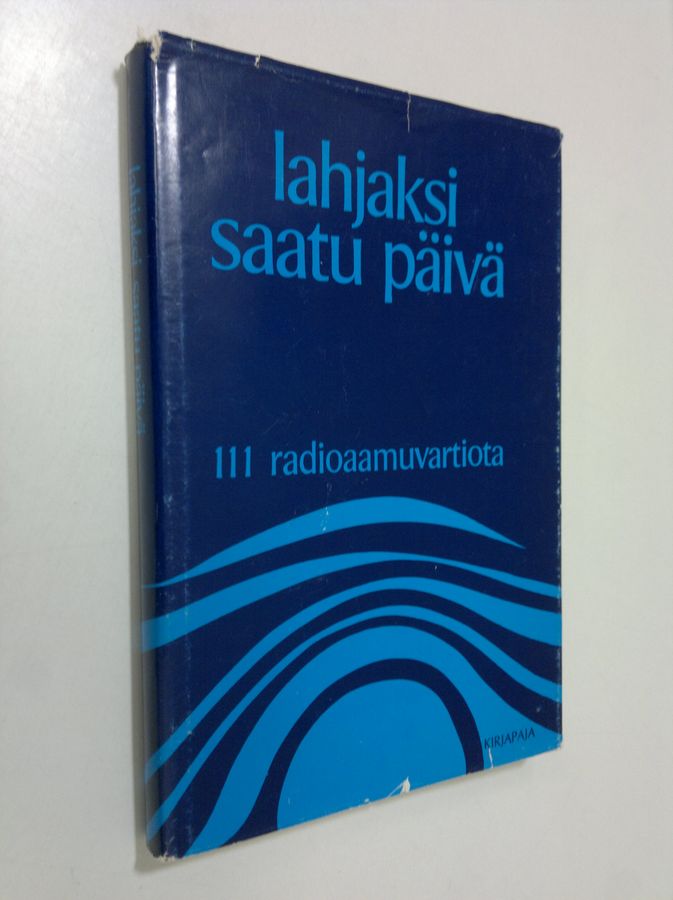 lahjaksi
saatu päivä
111 radioaamuvartiota
KIRJAPAJA
lahjaksi saatu päivä